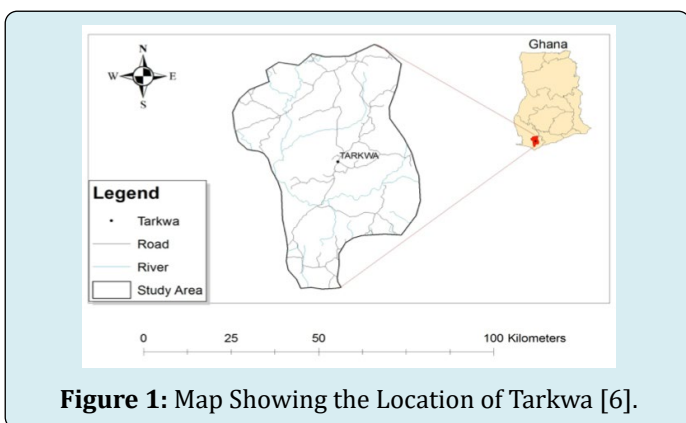 Ghana
N
W E
S
TARKWA
Legend
Tarkwa
Road
River
Study Area
0 25 50 100 Kilometers
Figure 1: Map Showing the Location of Tarkwa [6].